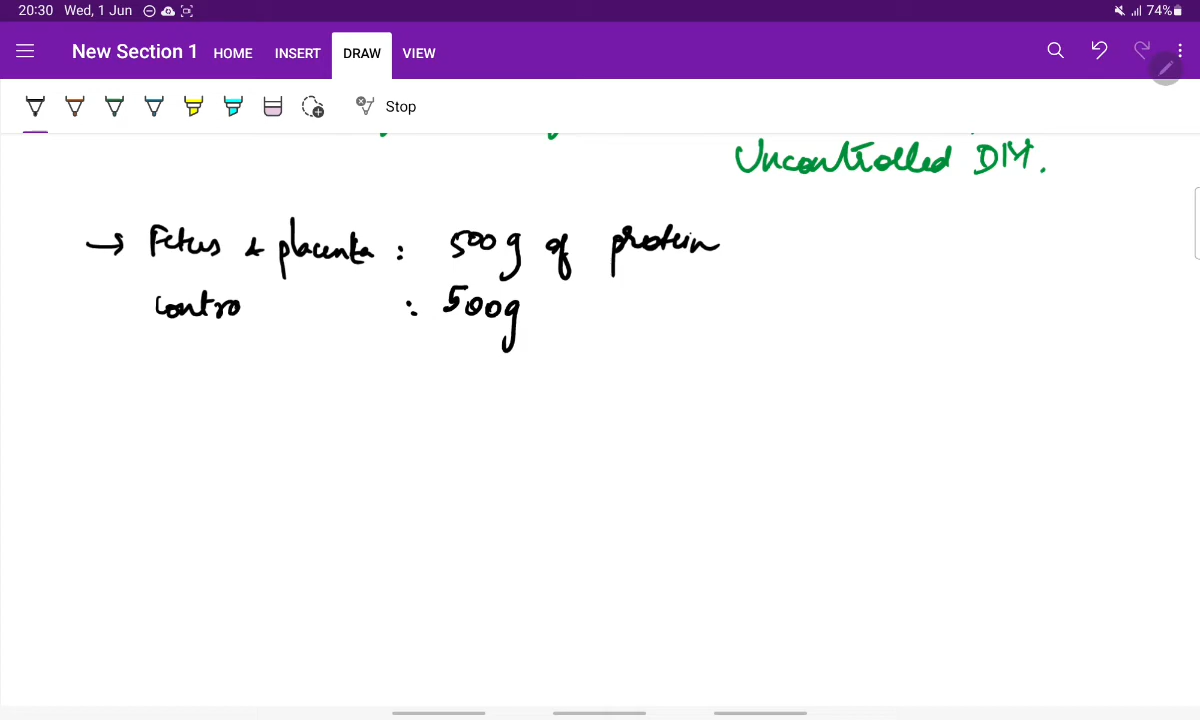 20:30 Wed, 1 Jun 74%
New Section 1 HOME INSERT DRAW VIEW
Stop
Uncontrolled DM.
→ Fetus & placenta : 500g of protein
contro : 500g